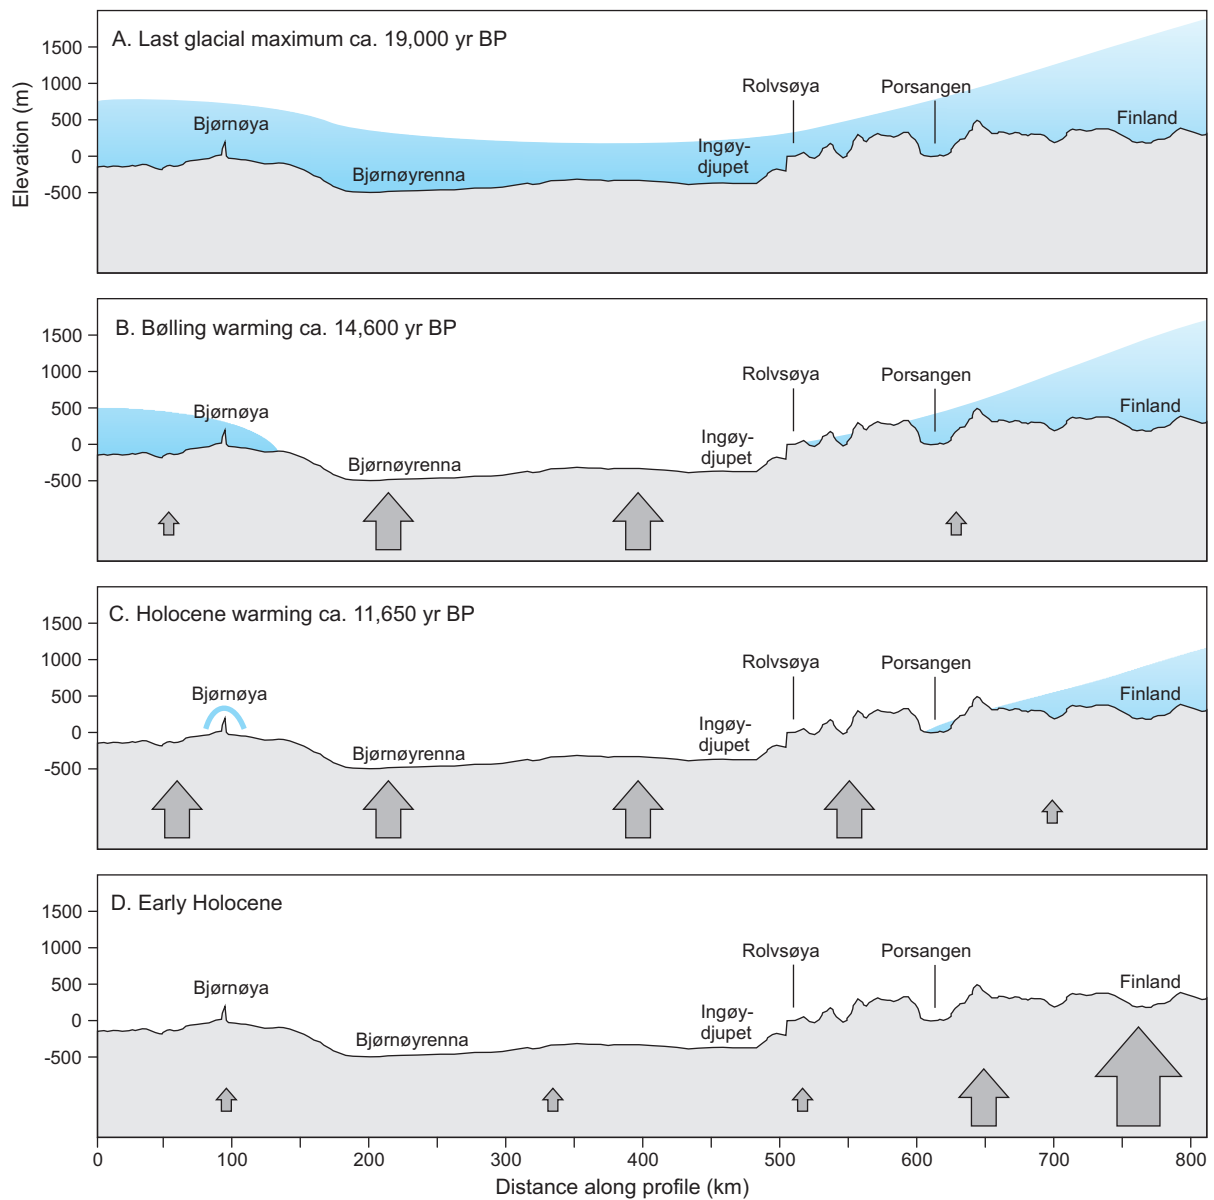 A. Last glacial maximum ca. 19,000 yr BP
1500
1000
500
0
-500
Elevation (m)
Bjørnøya
Bjørnøyrenna
Ingøy-
djupet
Rolvsøya
Porsangen
Finland
B. Bølling warming ca. 14,600 yr BP
1500
1000
500
0
-500
Bjørnøya
Bjørnøyrenna
Ingøy-
djupet
Rolvsøya
Porsangen
Finland
C. Holocene warming ca. 11,650 yr BP
1500
1000
500
0
-500
Bjørnøya
Bjørnøyrenna
Ingøy-
djupet
Rolvsøya
Porsangen
Finland
D. Early Holocene
1500
1000
500
0
-500
Bjørnøya
Bjørnøyrenna
Ingøy-
djupet
Rolvsøya
Porsangen
Finland
0 100 200 300 400 500 600 700 800
Distance along profile (km)